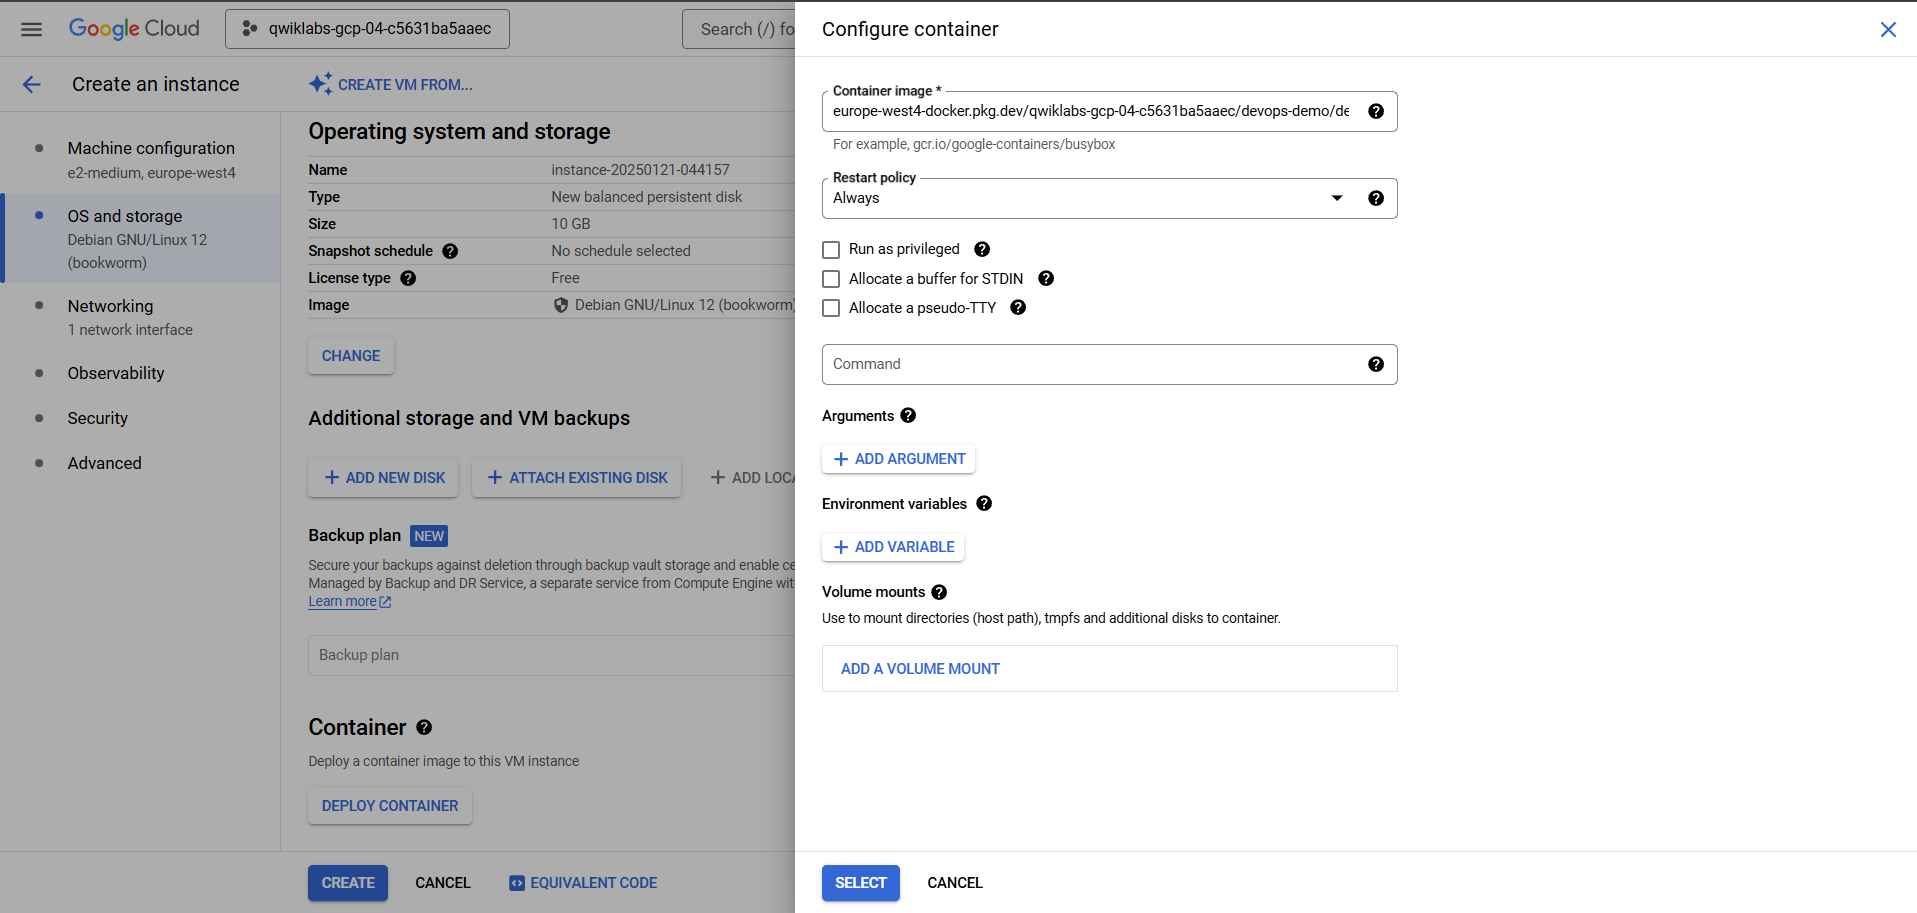 Google Cloud
qwiklabs-gcp-04-c5631ba5aaec
Search (/) fo
Create an instance
CREATE VM FROM...
Machine configuration
e2-medium, europe-west4
OS and storage
Debian GNU/Linux 12
(bookworm)
Networking
1 network interface
Observability
Security
Advanced
Operating system and storage
Name instance-20250121-044157
Type New balanced persistent disk
Size 10 GB
Snapshot schedule No schedule selected
License type Free
Image Debian GNU/Linux 12 (bookworm)
CHANGE
Additional storage and VM backups
ADD NEW DISK ATTACH EXISTING DISK ADD LOCA
Backup plan NEW
Secure your backups against deletion through backup vault storage and enable ce
Managed by Backup and DR Service, a separate service from Compute Engine wit
Learn more
Backup plan
Container
Deploy a container image to this VM instance
DEPLOY CONTAINER
CREATE CANCEL EQUIVALENT CODE
Configure container
Container image *
europe-west4-docker.pkg.dev/qwiklabs-gcp-04-c5631ba5aaec/devops-demo/de
For example, gcr.io/google-containers/busybox
Restart policy
Always
Run as privileged
Allocate a buffer for STDIN
Allocate a pseudo-TTY
Command
Arguments
ADD ARGUMENT
Environment variables
ADD VARIABLE
Volume mounts
Use to mount directories (host path), tmpfs and additional disks to container.
ADD A VOLUME MOUNT
SELECT CANCEL